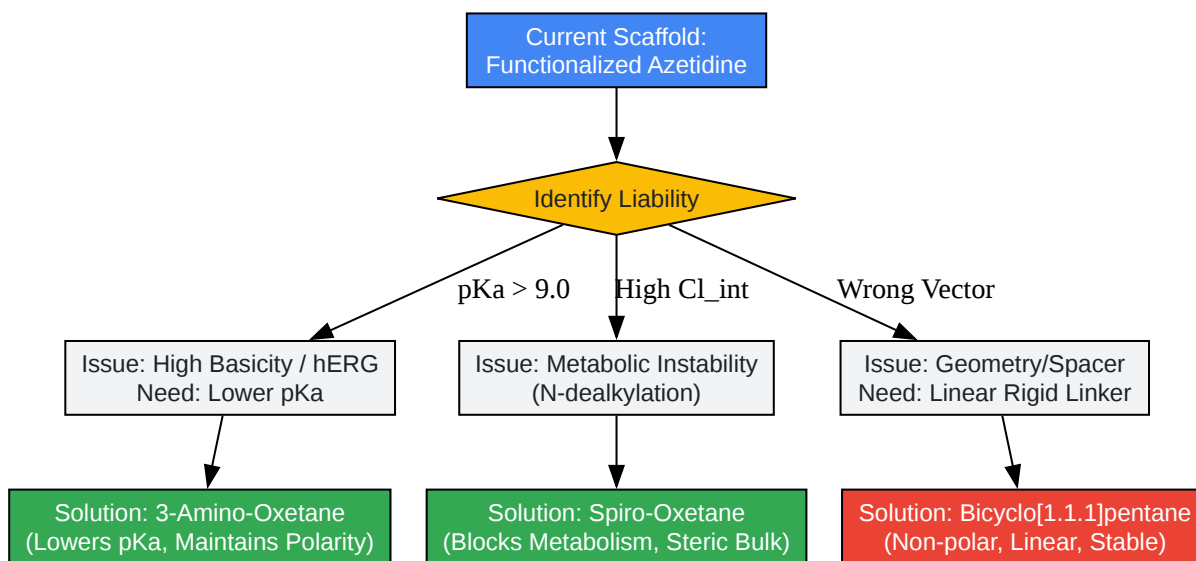 Current Scaffold:
Functionalized Azetidine
Identify Liability
pKa > 9.0
High Cl_int
Wrong Vector
Issue: High Basicity / hERG
Need: Lower pKa
Issue: Metabolic Instability
(N-dealkylation)
Issue: Geometry/Spacer
Need: Linear Rigid Linker
Solution: 3-Amino-Oxetane
(Lowers pKa, Maintains Polarity)
Solution: Spiro-Oxetane
(Blocks Metabolism, Steric Bulk)
Solution: Bicyclo[1.1.1]pentane
(Non-polar, Linear, Stable)